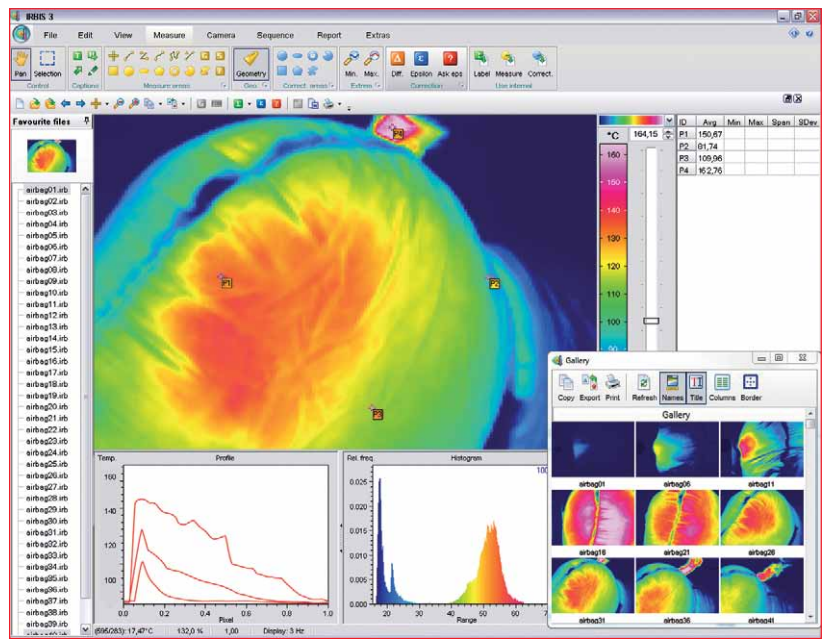 IRBIS 3
File Edit View Measure Camera Sequence Report Extras
Pan Selection Geometry Min. Max. Diff. Epsilon Ask eps Label Measure Correct.
Control Captions Measure areas Geo. Correct. areas Extrem Correction Use internal
Favourite files
airbag01.irb
airbag02.irb
airbag03.irb
airbag04.irb
airbag05.irb
airbag06.irb
airbag07.irb
airbag08.irb
airbag09.irb
airbag10.irb
airbag11.irb
airbag12.irb
airbag13.irb
airbag14.irb
airbag15.irb
airbag16.irb
airbag17.irb
airbag18.irb
airbag19.irb
airbag20.irb
airbag21.irb
airbag22.irb
airbag23.irb
airbag24.irb
airbag25.irb
airbag26.irb
airbag27.irb
airbag28.irb
airbag29.irb
airbag30.irb
airbag31.irb
airbag32.irb
airbag33.irb
airbag34.irb
airbag35.irb
airbag36.irb
airbag37.irb
airbag38.irb
airbag09.irb
P4
P1
P3
°C 164,15
160
150
140
130
120
110
100
90
ID Avg Min Max Span SDev
P1 150,67
P2 81,74
P3 109,96
P4 162,76
Temp. Profile
160
140
120
100
0.0 0.2 0.4 0.6 0.8 1.0
Pixel
Rel. freq. Histogram
100
0.025
0.020
0.015
0.010
0.005
0.000
20 30 40 50 60
Range
(595/283): 17,47°C 132,0 % 1,00 Display: 3 Hz
Gallery
Copy Export Print Refresh Names Title Columns Border
Gallery
airbag01 airbag06 airbag11
airbag16 airbag21 airbag26
airbag31 airbag36 airbag41